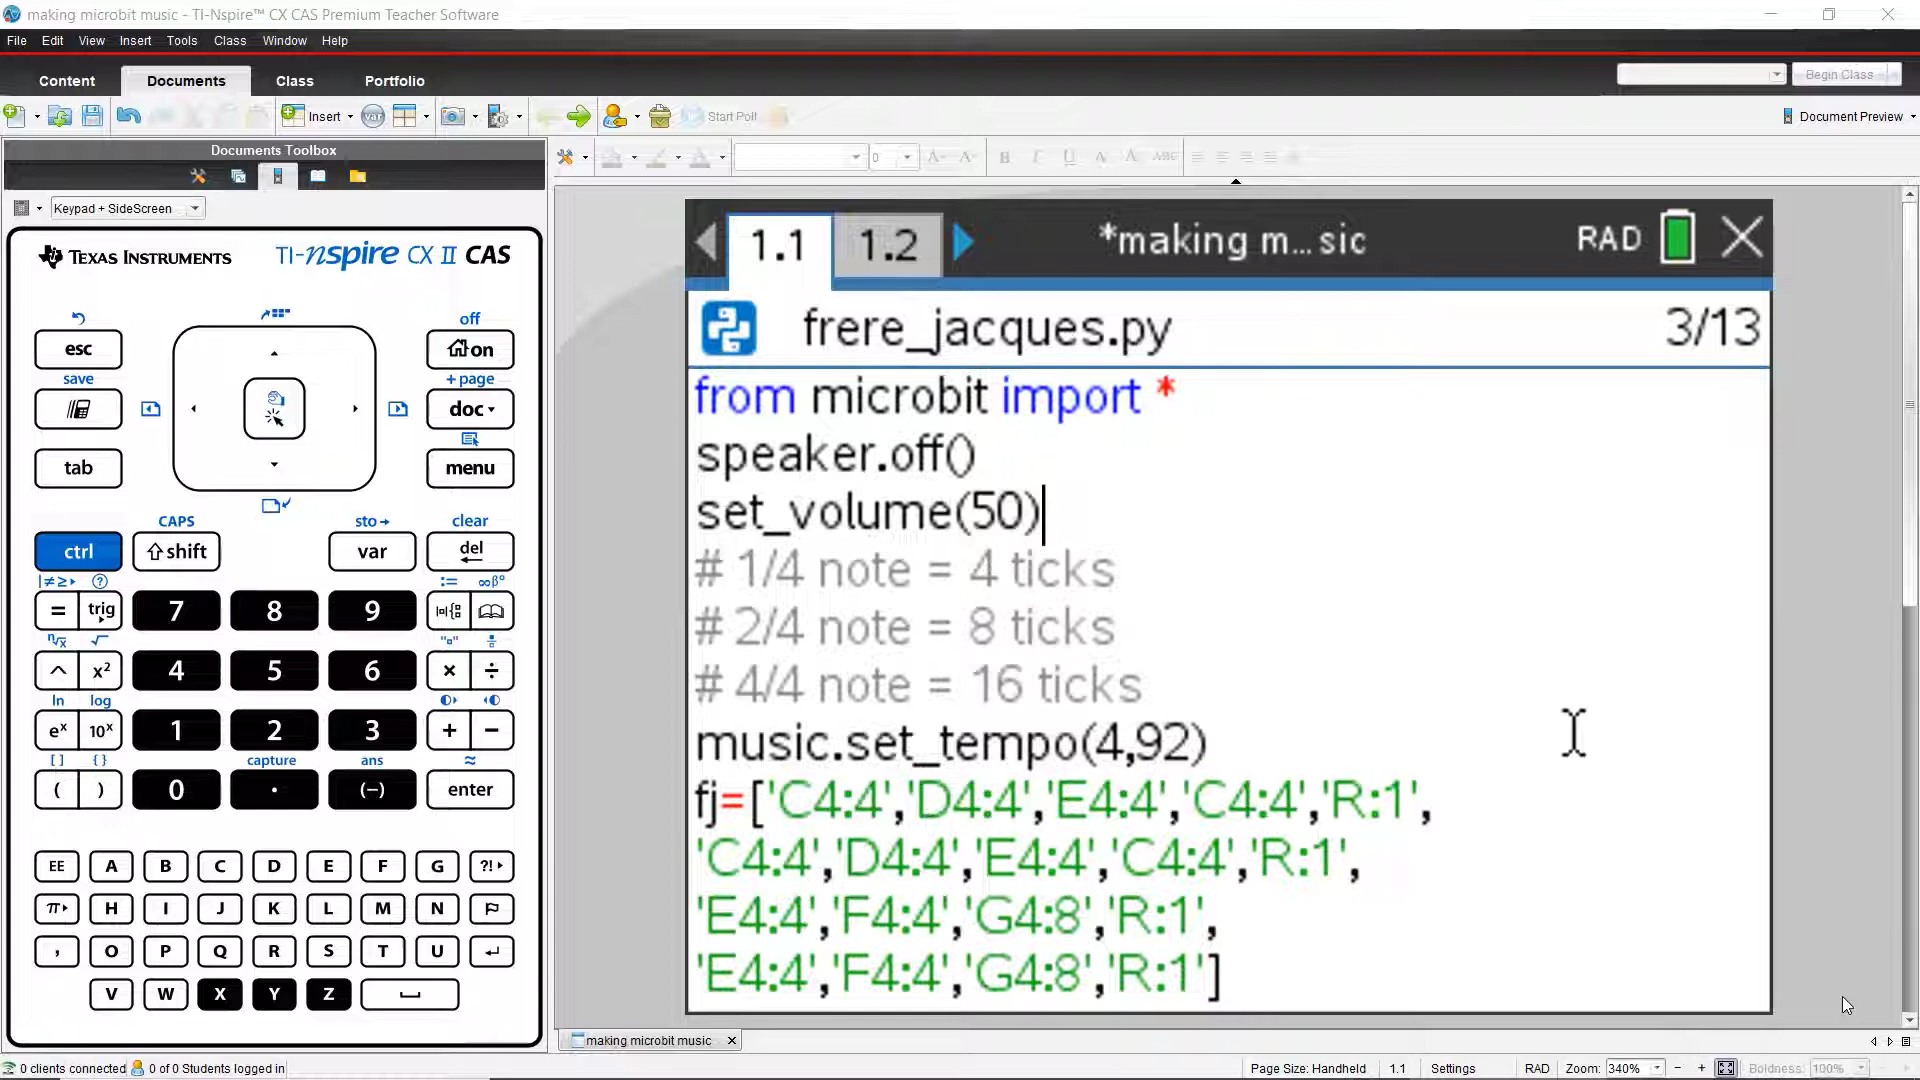 making microbit music - TI-Nspire™ CX CAS Premium Teacher Software
File Edit View Insert Tools Class Window Help
Content Documents Class Portfolio
Begin Class
Insert var Start Poll Document Preview
Documents Toolbox
0 B I U A A ABC
Keypad + SideScreen
TEXAS INSTRUMENTS TI-nspire CX II CAS
off
esc on
save + page
doc
tab menu
CAPS sto→ clear
ctrl shift var del
= trig 7 8 9
^ x² 4 5 6 × ÷
ln log
eˣ 10ˣ 1 2 3 + −
[ ] { } capture ans ≈
( ) 0 . (−) enter
EE A B C D E F G ?!▸
π▸ H I J K L M N
, O P Q R S T U
V W X Y Z
1.1 1.2 *making m...sic RAD
frere_jacques.py 3/13
from microbit import *
speaker.off()
set_volume(50)
# 1/4 note = 4 ticks
# 2/4 note = 8 ticks
# 4/4 note = 16 ticks
music.set_tempo(4,92)
fj=['C4:4','D4:4','E4:4','C4:4','R:1',
'C4:4','D4:4','E4:4','C4:4','R:1',
'E4:4','F4:4','G4:8','R:1',
'E4:4','F4:4','G4:8','R:1']
making microbit music
0 clients connected 0 of 0 Students logged in Page Size: Handheld 1.1 Settings RAD Zoom: 340% − + Boldness: 100%